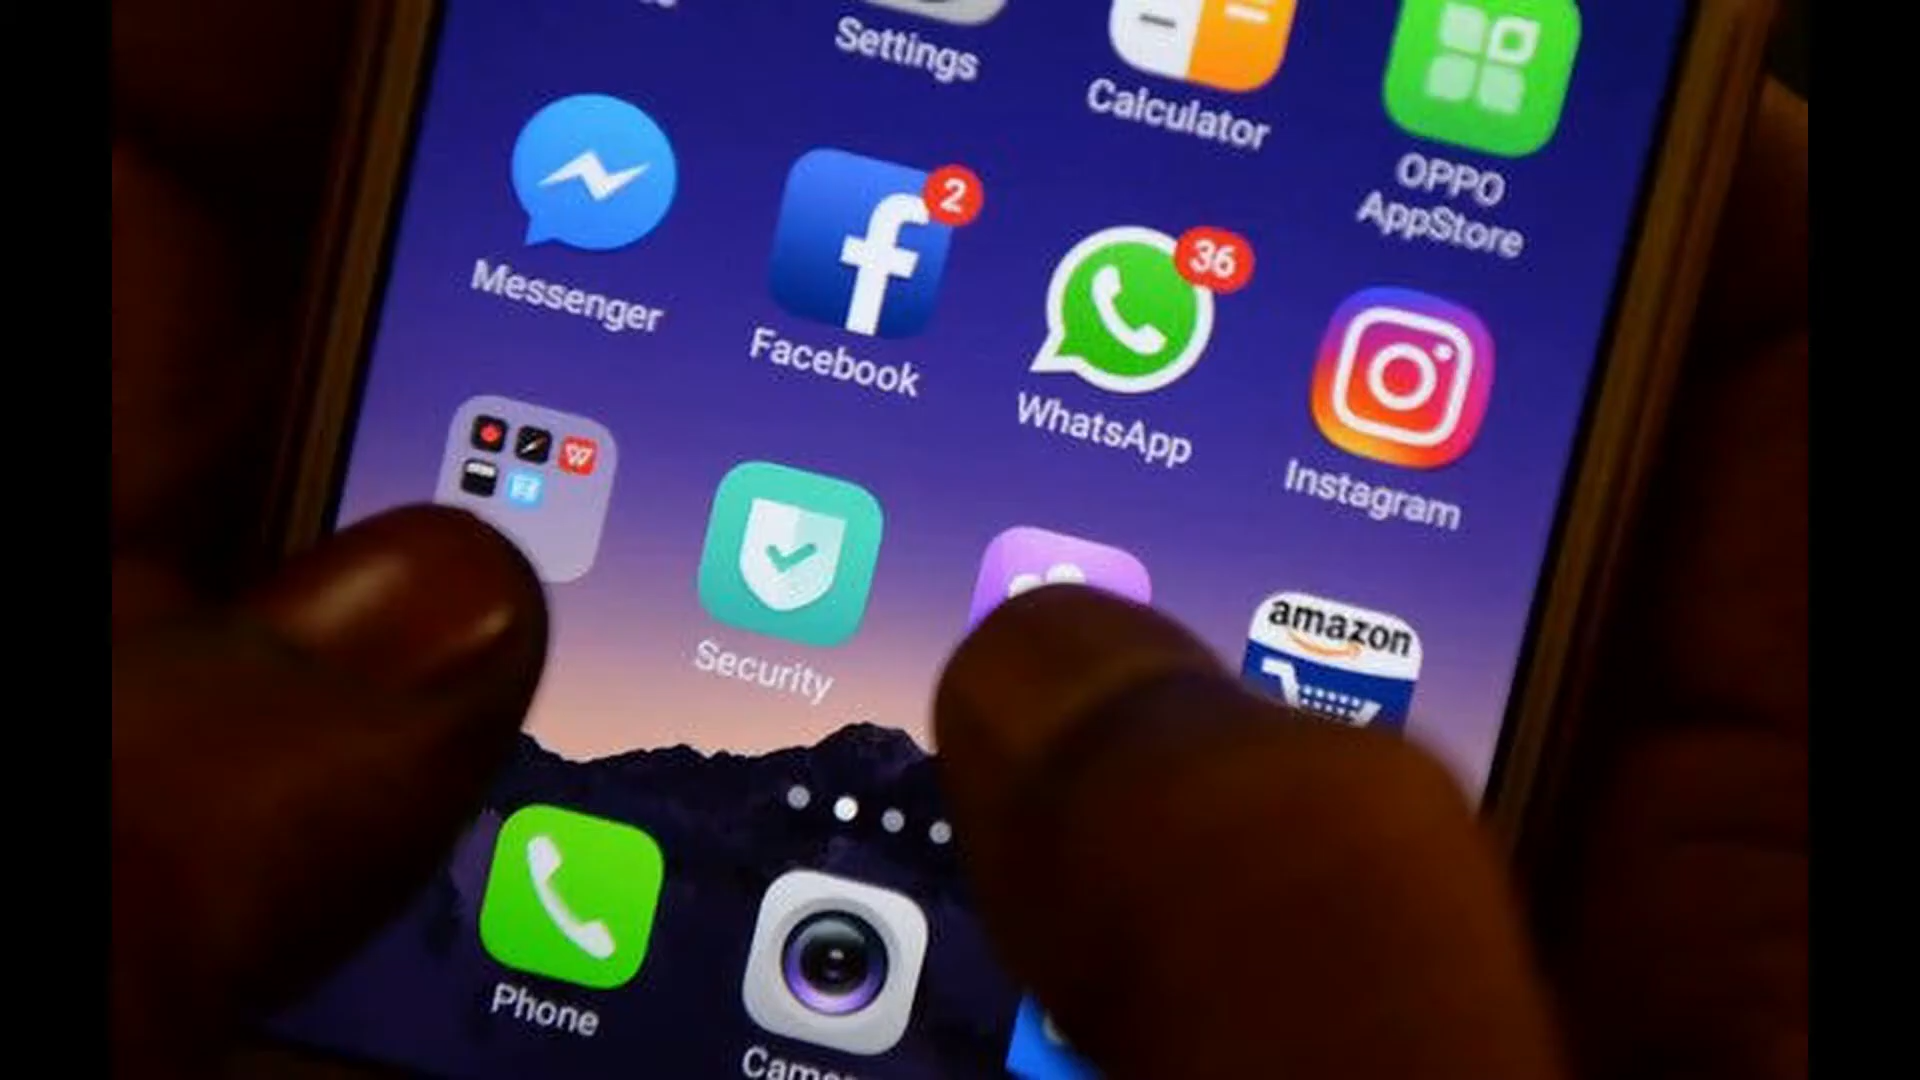 Settings
Calculator
OPPO
AppStore
Messenger
2
Facebook
36
WhatsApp
Instagram
Security
amazon
Phone